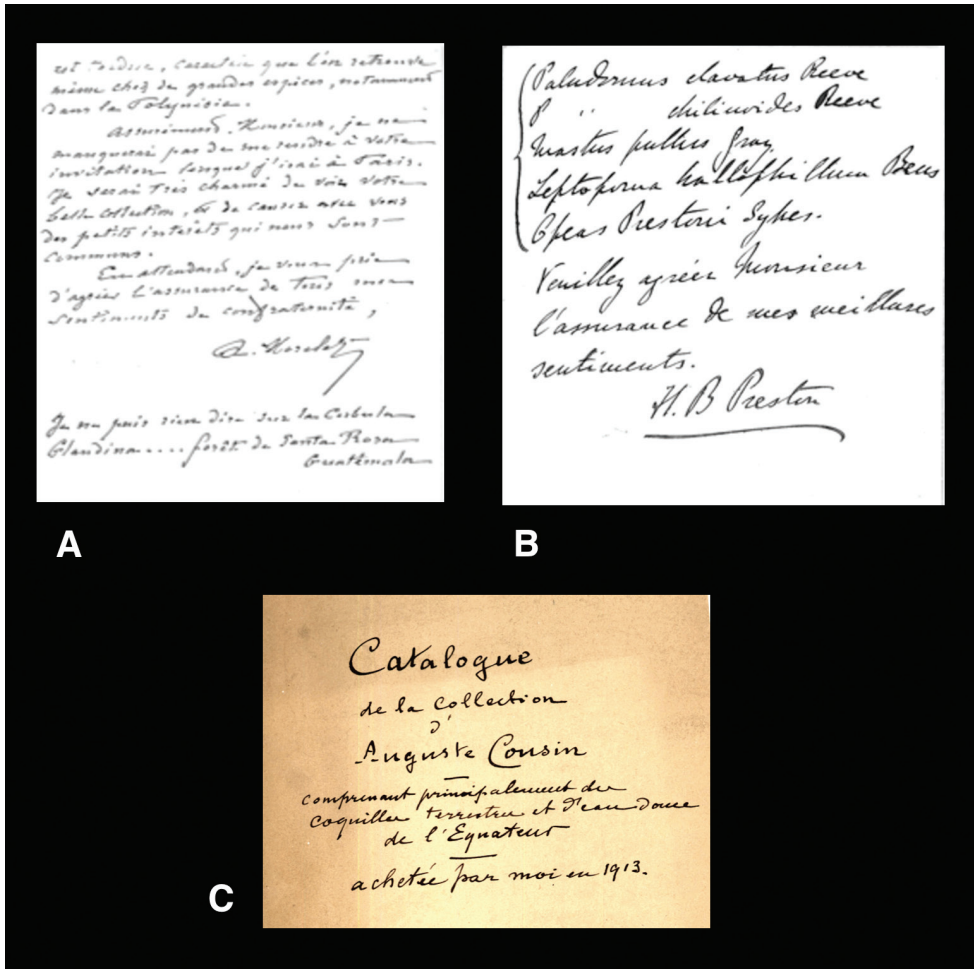 est tordue, caractère que l'on retrouve
même chez de grandes espèces, notamment
dans la Polynésie.
Assurément, Monsieur, je ne
manquerai pas de me rendre à votre
invitation lorsque j'irai à Paris.
Je serai très charmé de voir votre
belle collection, & de causer avec vous
des petits intérêts qui nous sont
communs.
En attendant, je vous prie
d'agréer l'assurance de tous mes
sentiments de confraternité,
A. Morelet
Je ne puis rien dire sur la Corbula
Glandina.... forêt de Santa Rosa
Guatémala
A
Paludomus clavatus Reeve
P " chilinoides Reeve
Mastus pullus Gray
Leptopoma Bens
Opeas Prestoni Sykes.
Veuillez agréer Monsieur
l'assurance de mes meillures
sentiments.
H. B Preston
B
Catalogue
de la Collection
d'
Auguste Cousin
comprenant principalement des
coquilles terrestres et d'eau douce
de l'Equateur
achetée par moi en 1913.
C